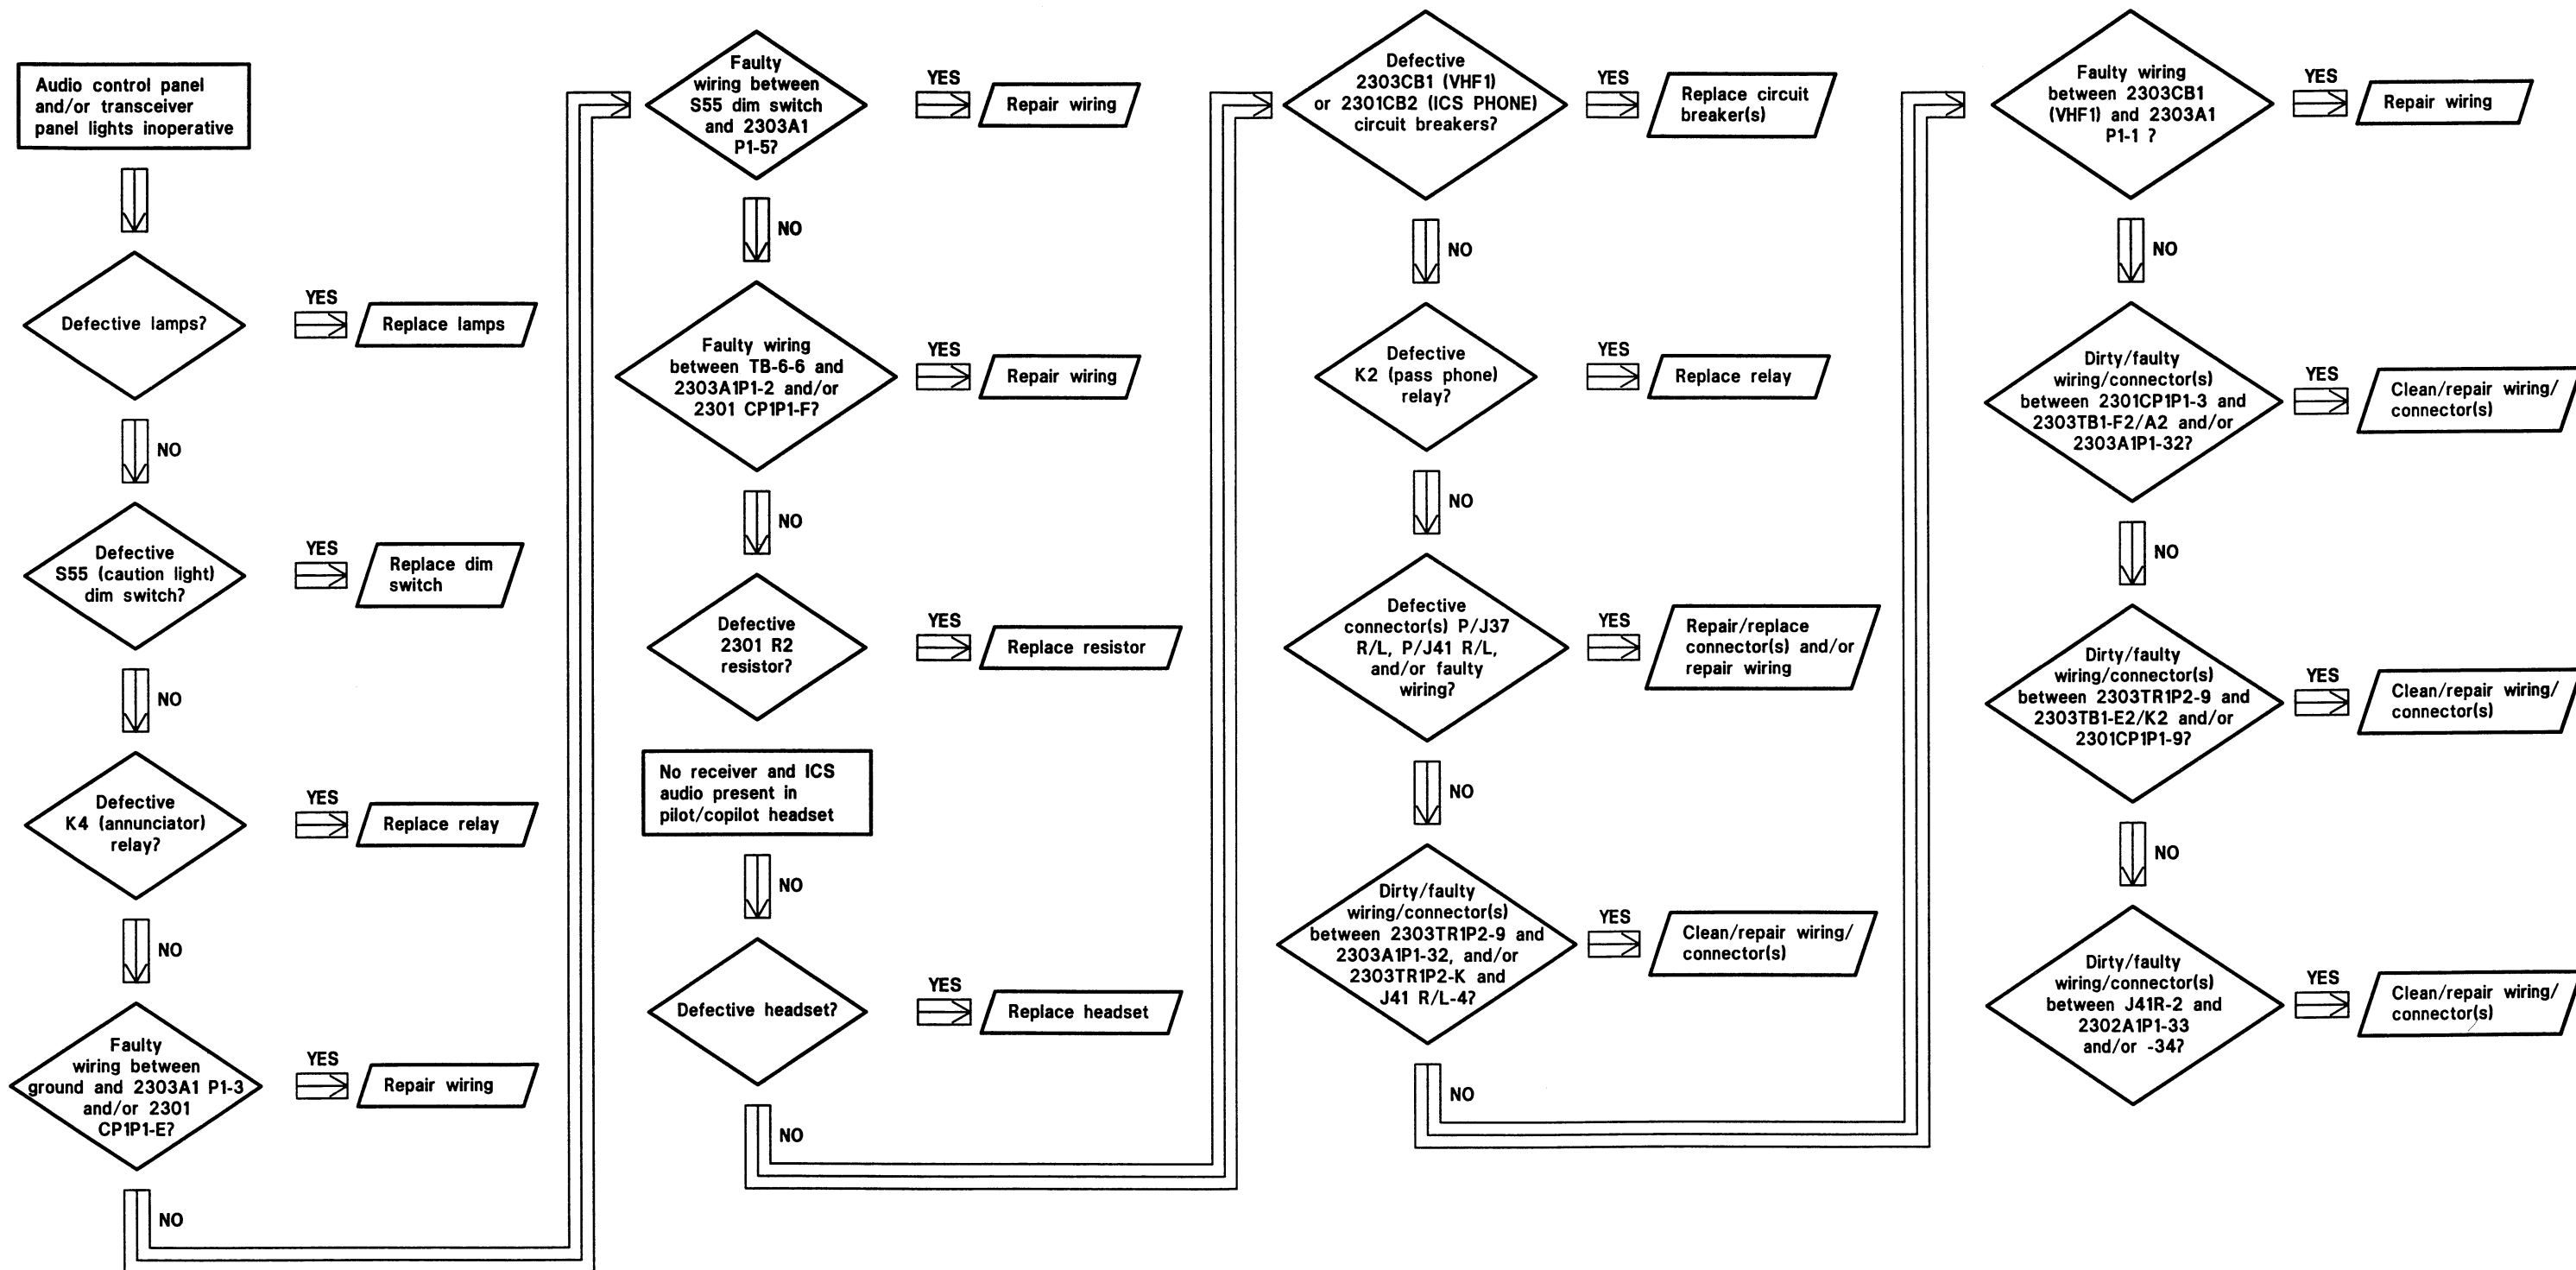 Audio control panel
and/or transceiver
panel lights inoperative
Defective lamps?
YES
Replace lamps
NO
Defective
S55 (caution light)
dim switch?
YES
Replace dim
switch
NO
Defective
K4 (annunciator)
relay?
YES
Replace relay
NO
Faulty
wiring between
ground and 2303A1 P1-3
and/or 2301
CP1P1-E?
YES
Repair wiring
NO
Faulty
wiring between
S55 dim switch
and 2303A1
P1-5?
YES
Repair wiring
NO
Faulty wiring
between TB-6-6 and
2303A1P1-2 and/or
2301 CP1P1-F?
YES
Repair wiring
NO
Defective
2301 R2
resistor?
YES
Replace resistor
No receiver and ICS
audio present in
pilot/copilot headset
NO
Defective headset?
YES
Replace headset
NO
Defective
2303CB1 (VHF1)
or 2301CB2 (ICS PHONE)
circuit breakers?
YES
Replace circuit
breaker(s)
NO
Defective
K2 (pass phone)
relay?
YES
Replace relay
NO
Defective
connector(s) P/J37
R/L, P/J41 R/L,
and/or faulty
wiring?
YES
Repair/replace
connector(s) and/or
repair wiring
NO
Dirty/faulty
wiring/connector(s)
between 2303TR1P2-9 and
2303A1P1-32, and/or
2303TR1P2-K and
J41 R/L-4?
YES
Clean/repair wiring/
connector(s)
NO
Faulty wiring
between 2303CB1
(VHF1) and 2303A1
P1-1 ?
YES
Repair wiring
NO
Dirty/faulty
wiring/connector(s)
between 2301CP1P1-3 and
2303TB1-F2/A2 and/or
2303A1P1-32?
YES
Clean/repair wiring/
connector(s)
NO
Dirty/faulty
wiring/connector(s)
between 2303TR1P2-9 and
2303TB1-E2/K2 and/or
2301CP1P1-9?
YES
Clean/repair wiring/
connector(s)
NO
Dirty/faulty
wiring/connector(s)
between J41R-2 and
2302A1P1-33
and/or -34?
YES
Clean/repair wiring/
connector(s)